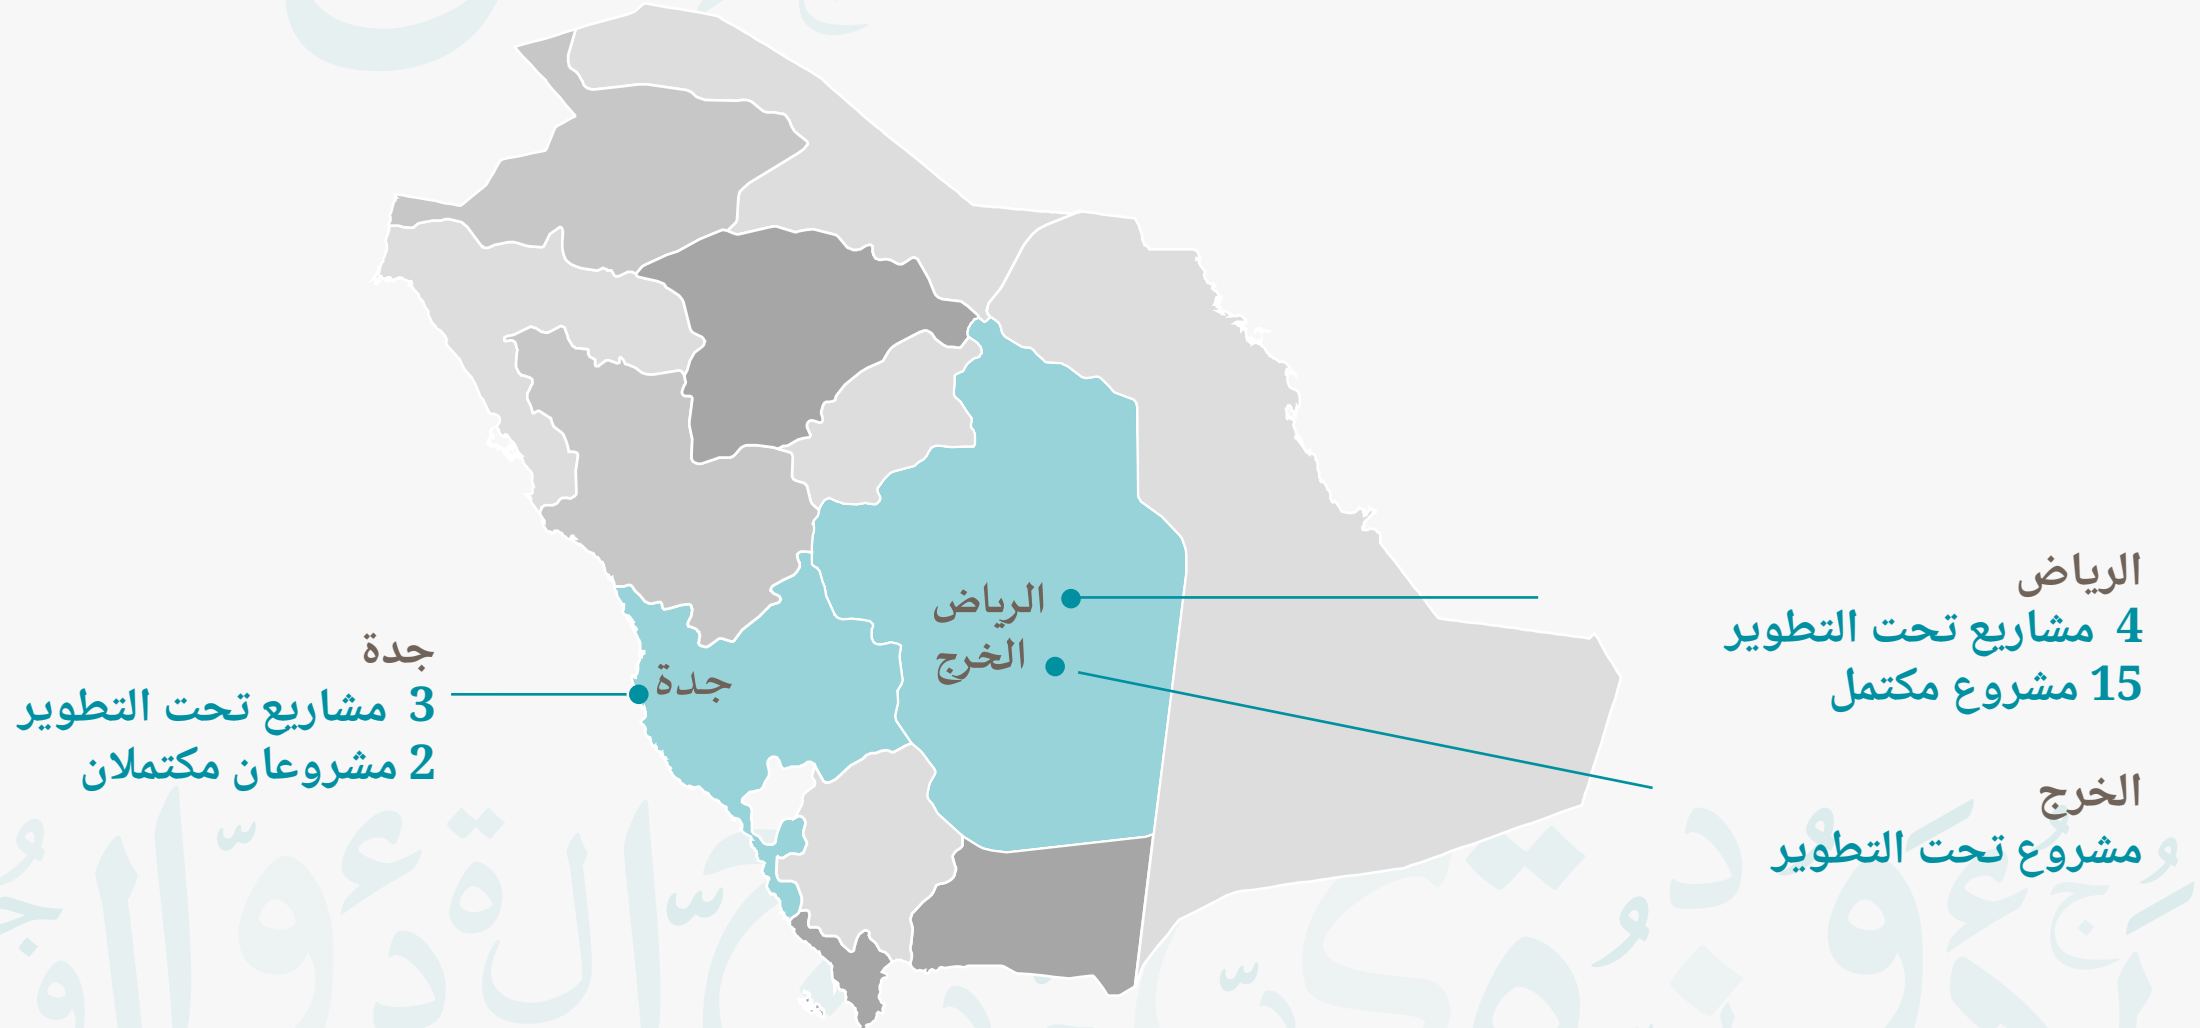 الرياض
4 مشاريع تحت التطوير
15 مشروع مكتمل
الخرج
مشروع تحت التطوير
الرياض
الخرج
جدة
جدة
3 مشاريع تحت التطوير
2 مشروعان مكتملان